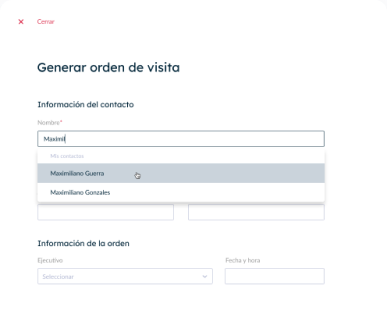 × Cerrar
Generar orden de visita
Información del contacto
Nombre*
Maximil
Mis contactos
Maximiliano Guerra
Maximiliano Gonzales
Información de la orden
Ejecutivo
Fecha y hora
Seleccionar